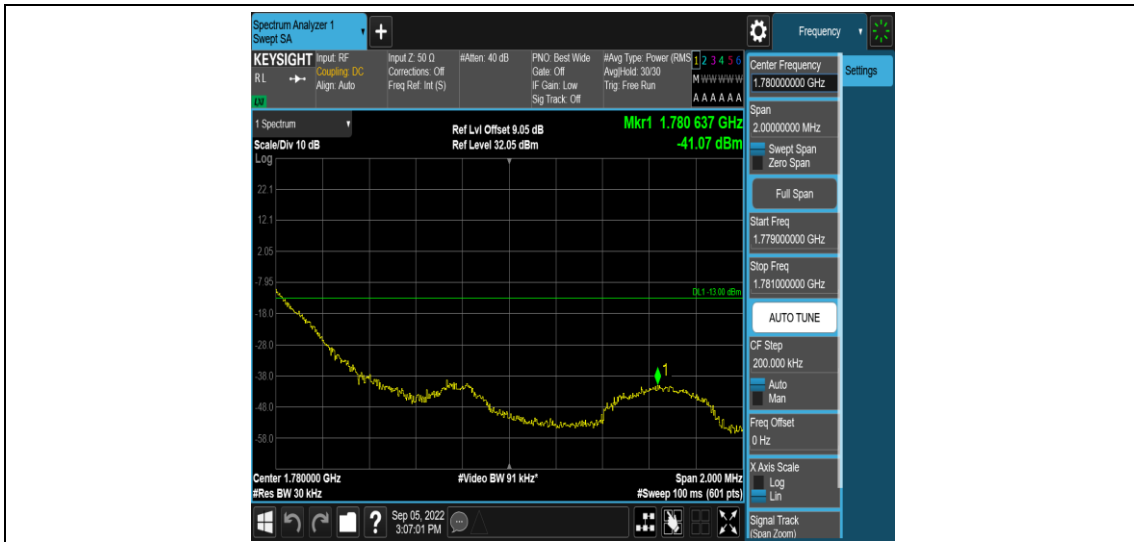 Spectrum Analyzer 1
Swept SA
Frequency
KEYSIGHT
RL
LXI
Input: RF
Coupling: DC
Align: Auto
Input Z: 50 Ω
Corrections: Off
Freq Ref: Int (S)
#Atten: 40 dB
PNO: Best Wide
Gate: Off
IF Gain: Low
Sig Track: Off
#Avg Type: Power (RMS
Avg|Hold: 30/30
Trig: Free Run
1 2 3 4 5 6
M W W W W W
A A A A A A
Center Frequency
1.780000000 GHz
Settings
1 Spectrum
Scale/Div 10 dB
Ref Lvl Offset 9.05 dB
Ref Level 32.05 dBm
Mkr1 1.780 637 GHz
-41.07 dBm
Span
2.00000000 MHz
Swept Span
Zero Span
Full Span
Start Freq
1.779000000 GHz
Stop Freq
1.781000000 GHz
AUTO TUNE
CF Step
200.000 kHz
Auto
Man
Freq Offset
0 Hz
X Axis Scale
Log
Lin
Signal Track
(Span Zoom)
Log
22.1
12.1
2.05
-7.95
DL1 -13.00 dBm
-18.0
-28.0
-38.0
1
-48.0
-58.0
Center 1.780000 GHz
#Video BW 91 kHz*
Span 2.000 MHz
#Res BW 30 kHz
#Sweep 100 ms (601 pts)
?
Sep 05, 2022
3:07:01 PM